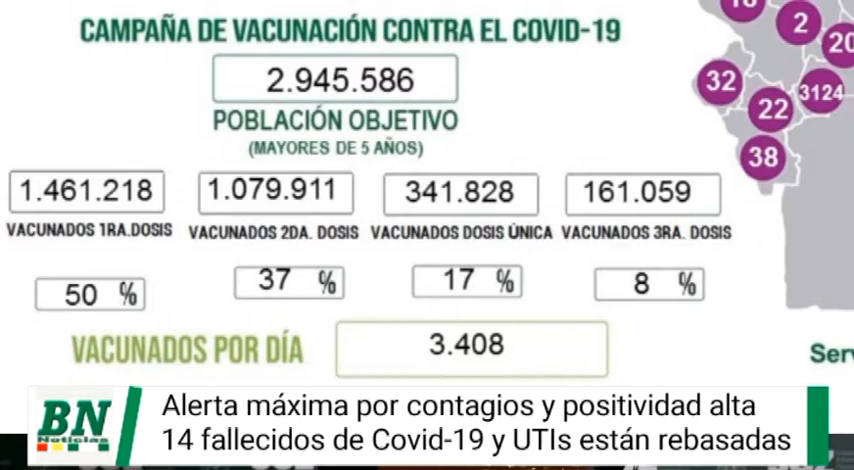 CAMPAÑA DE VACUNACIÓN CONTRA EL COVID-19
2.945.586
POBLACIÓN OBJETIVO
(MAYORES DE 5 AÑOS)
1.461.218 1.079.911 341.828 161.059
VACUNADOS 1RA.DOSIS VACUNADOS 2DA. DOSIS VACUNADOS DOSIS ÚNICA VACUNADOS 3RA. DOSIS
50 % 37 % 17 % 8 %
VACUNADOS POR DÍA 3.408
2
20
32
3124
22
38
Ser
BN
Noticias
Alerta máxima por contagios y positividad alta
14 fallecidos de Covid-19 y UTIs están rebasadas